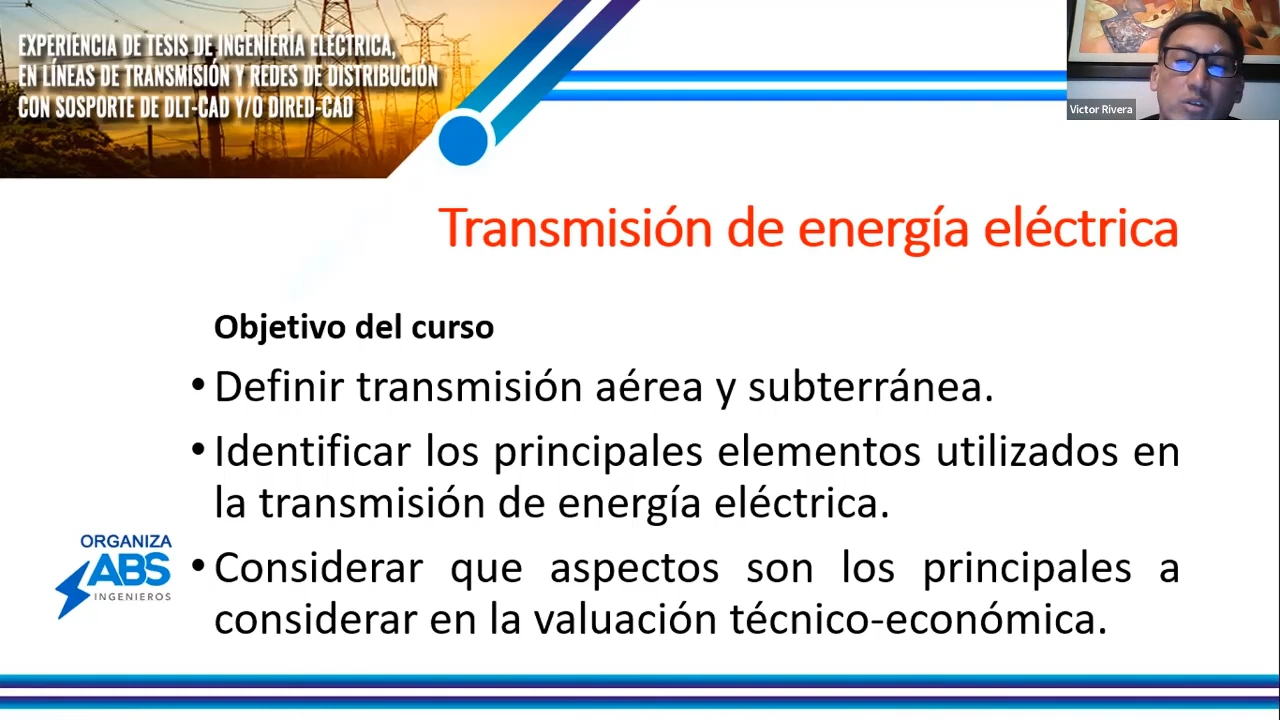 EXPERIENCIA DE TESIS DE INGENIERÍA ELÉCTRICA,
EN LÍNEAS DE TRANSMISIÓN Y REDES DE DISTRIBUCIÓN
CON SOSPORTE DE DLT-CAD Y/O DIRED-CAD
Victor Rivera
Transmisión de energía eléctrica
Objetivo del curso
• Definir transmisión aérea y subterránea.
• Identificar los principales elementos utilizados en
la transmisión de energía eléctrica.
• Considerar que aspectos son los principales a
considerar en la valuación técnico-económica.
ORGANIZA
ABS
INGENIEROS